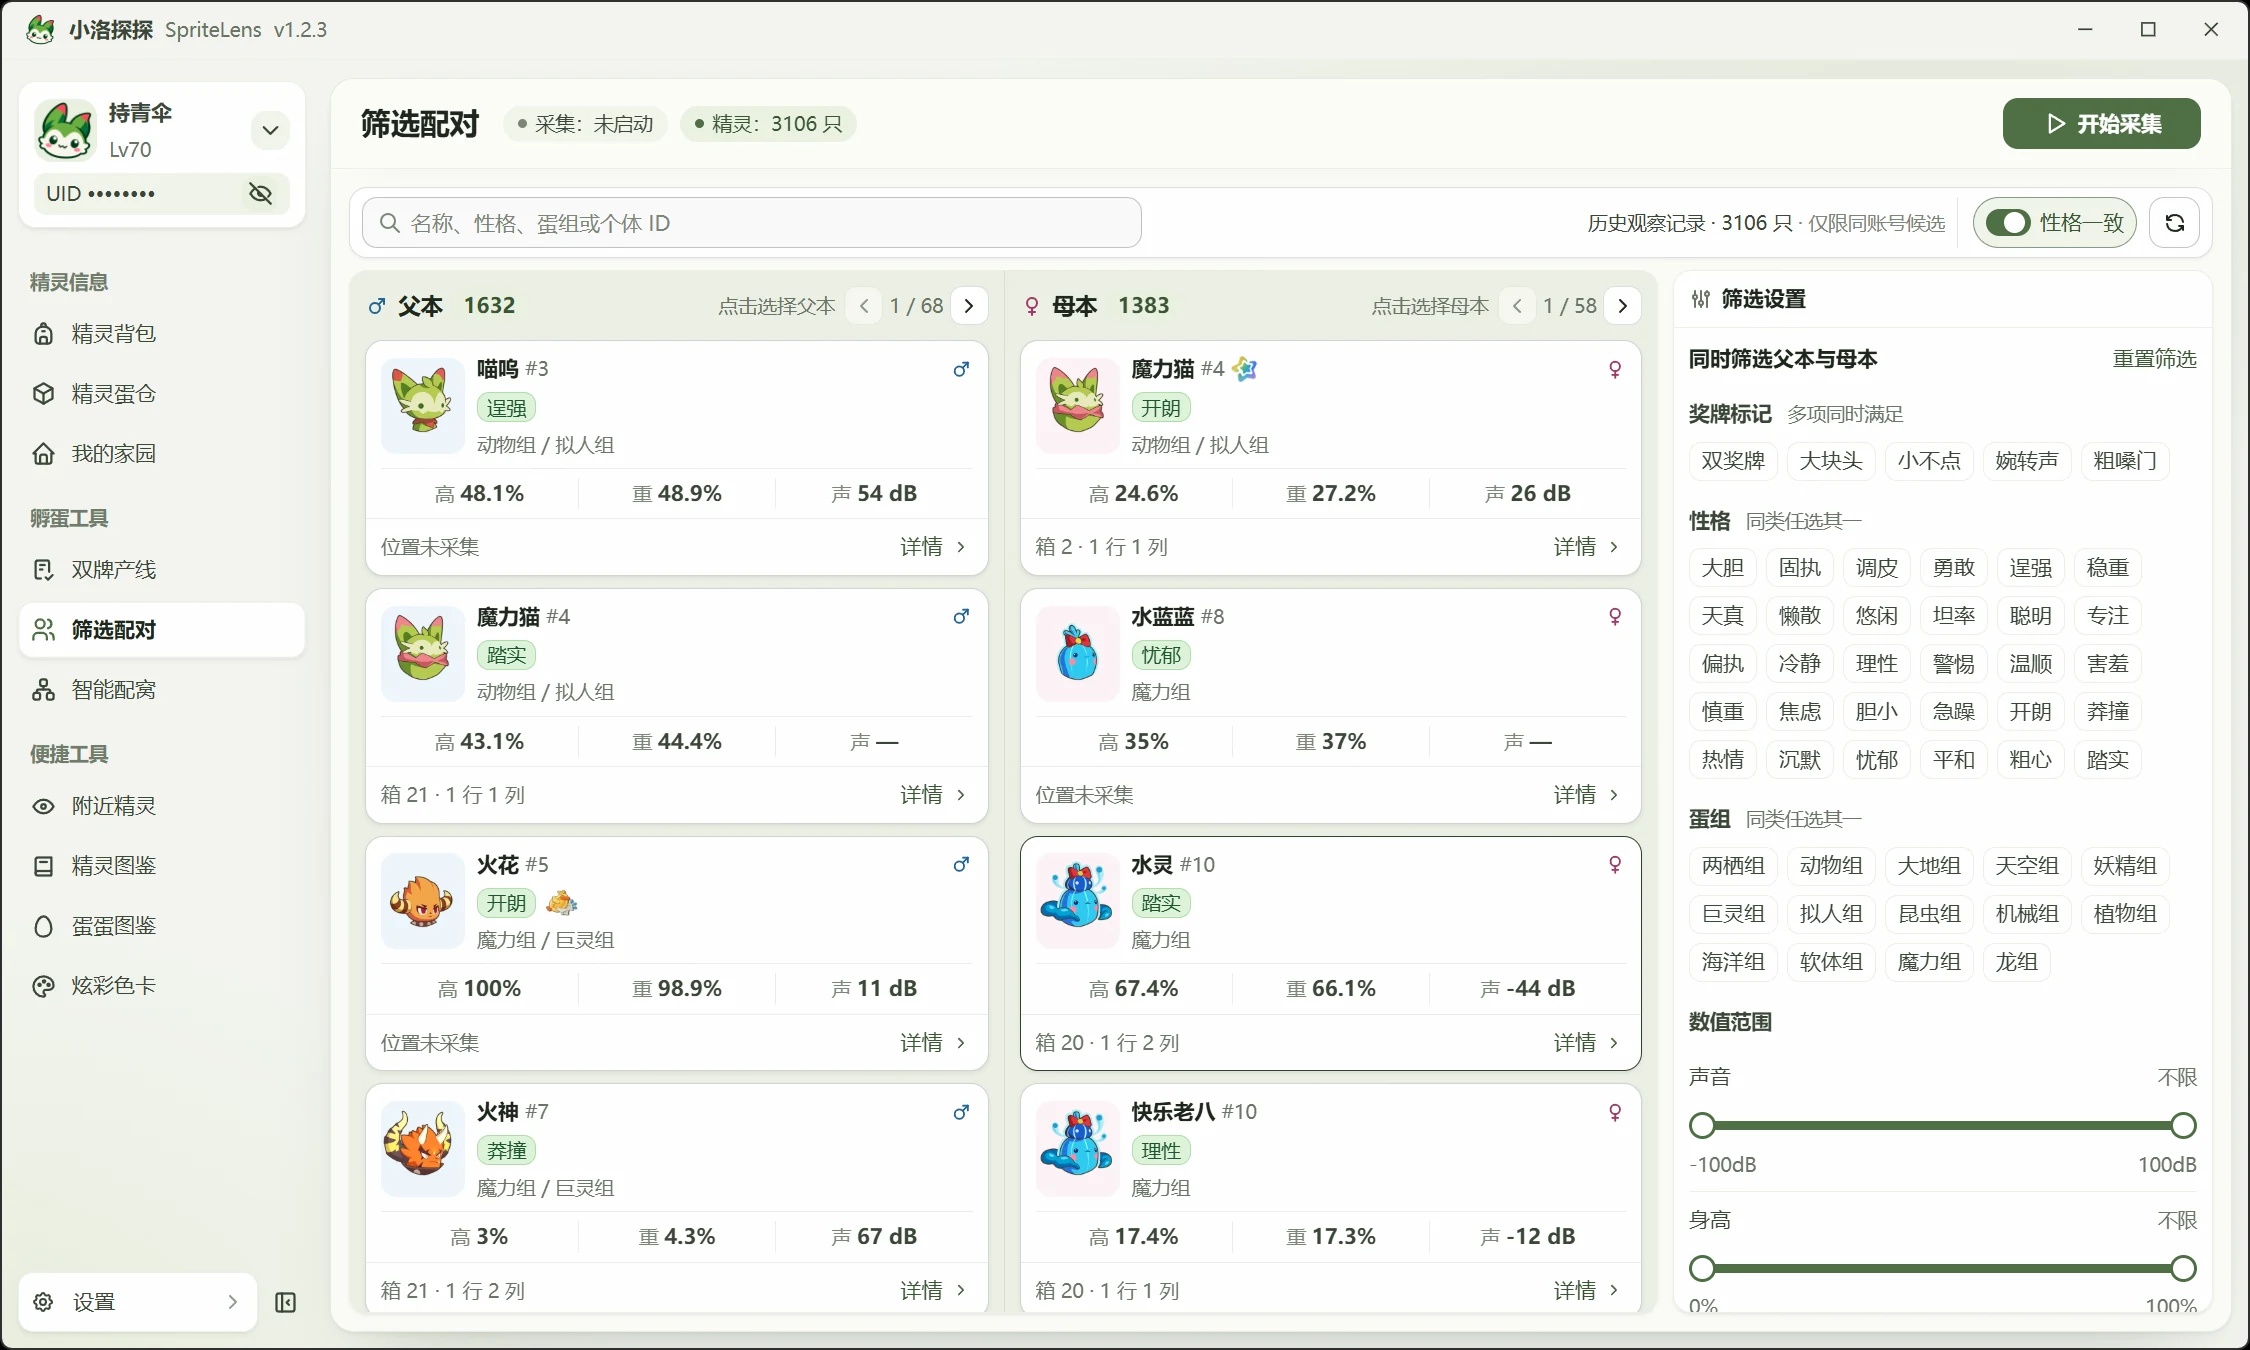 小洛探探 SpriteLens v1.2.3
持青伞
Lv70
UID ••••••••
精灵信息
精灵背包
精灵蛋仓
我的家园
孵蛋工具
双牌产线
筛选配对
智能配窝
便捷工具
附近精灵
精灵图鉴
蛋蛋图鉴
炫彩色卡
设置
筛选配对 采集：未启动 精灵：3106 只
开始采集
名称、性格、蛋组或个体 ID
历史观察记录 · 3106 只 · 仅限同账号候选
性格一致
♂ 父本 1632 点击选择父本 1 / 68
喵呜 #3 ♂
逞强
动物组 / 拟人组
高 48.1% 重 48.9% 声 54 dB
位置未采集 详情
魔力猫 #4 ♂
踏实
动物组 / 拟人组
高 43.1% 重 44.4% 声 —
箱 21 · 1 行 1 列 详情
火花 #5 ♂
开朗
魔力组 / 巨灵组
高 100% 重 98.9% 声 11 dB
位置未采集 详情
火神 #7 ♂
莽撞
魔力组 / 巨灵组
高 3% 重 4.3% 声 67 dB
箱 21 · 1 行 2 列 详情
♀ 母本 1383 点击选择母本 1 / 58
魔力猫 #4 ♀
开朗
动物组 / 拟人组
高 24.6% 重 27.2% 声 26 dB
箱 2 · 1 行 1 列 详情
水蓝蓝 #8 ♀
忧郁
魔力组
高 35% 重 37% 声 —
位置未采集 详情
水灵 #10 ♀
踏实
魔力组
高 67.4% 重 66.1% 声 -44 dB
箱 20 · 1 行 2 列 详情
快乐老八 #10 ♀
理性
魔力组
高 17.4% 重 17.3% 声 -12 dB
箱 20 · 1 行 1 列 详情
筛选设置
同时筛选父本与母本 重置筛选
奖牌标记 多项同时满足
双奖牌 大块头 小不点 婉转声 粗嗓门
性格 同类任选其一
大胆 固执 调皮 勇敢 逞强 稳重
天真 懒散 悠闲 坦率 聪明 专注
偏执 冷静 理性 警惕 温顺 害羞
慎重 焦虑 胆小 急躁 开朗 莽撞
热情 沉默 忧郁 平和 粗心 踏实
蛋组 同类任选其一
两栖组 动物组 大地组 天空组 妖精组
巨灵组 拟人组 昆虫组 机械组 植物组
海洋组 软体组 魔力组 龙组
数值范围
声音 不限
-100dB 100dB
身高 不限
0% 100%